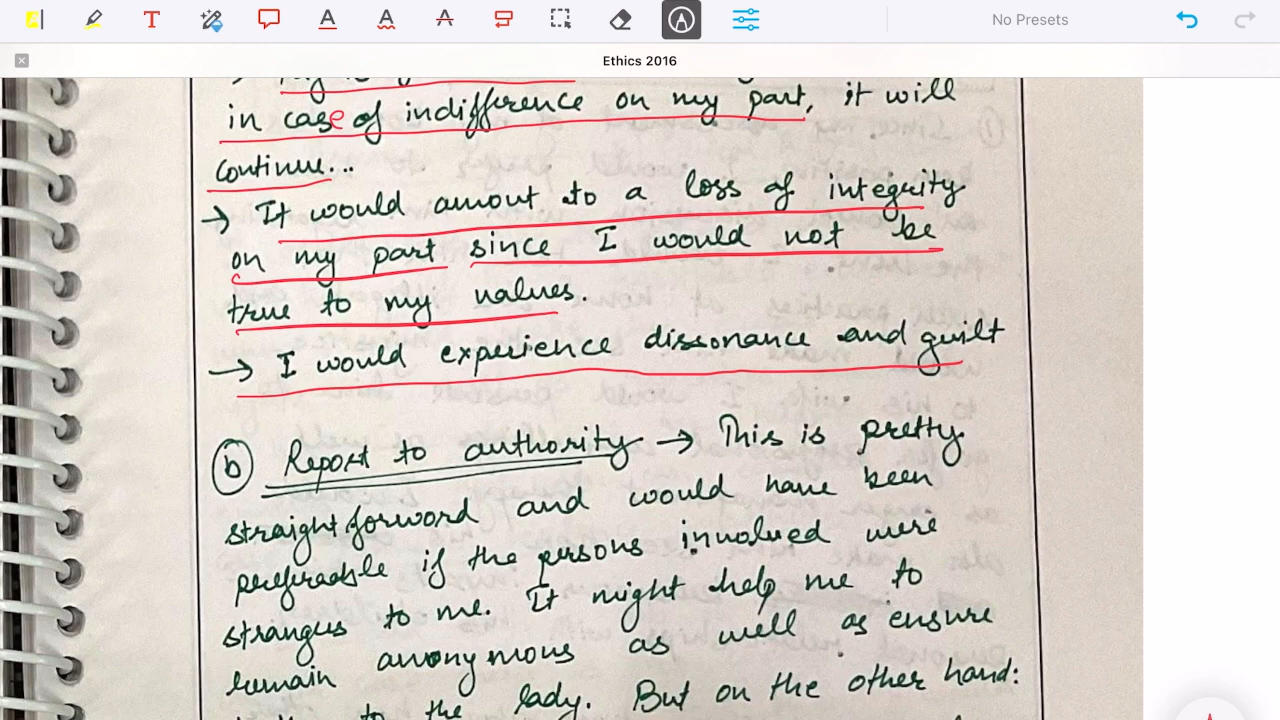 No Presets
Ethics 2016
in case of indifference on my part, it will
continue...
→ It would amout to a loss of integrity
on my part since I would not be
true to my values.
→ I would experience dissonance and guilt
(b) Report to authority → This is pretty
straightforward and would have been
preferable if the persons involved were
strangers to me. It might help me to
remain anonymous as well as ensure
to the lady. But on the other hand: